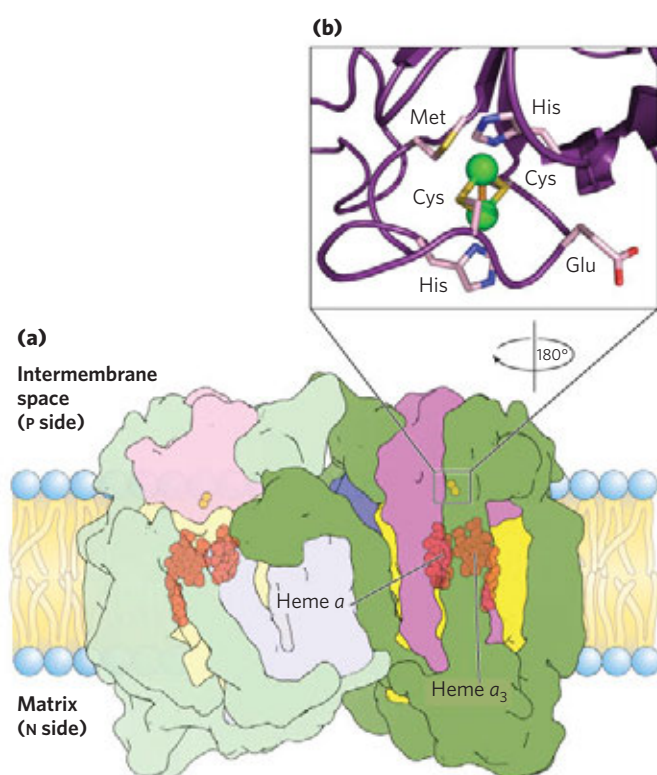 (b)
Met
His
Cys
Cys
His
Glu
180°
(a)
Intermembrane
space
(P side)
Heme a
Heme a₃
Matrix
(N side)